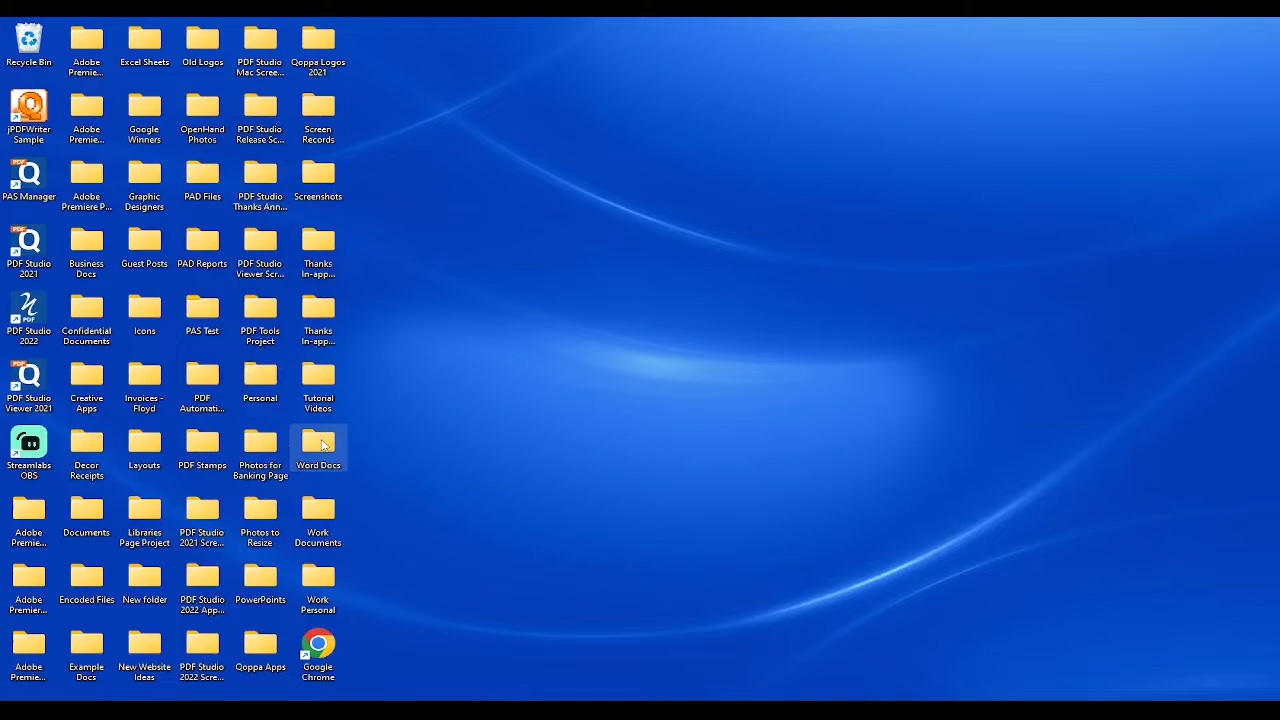 Recycle Bin
Adobe
Premie...
Excel Sheets
Old Logos
PDF Studio
Mac Scree...
Qoppa Logos
2021
jPDFWriter
Sample
Adobe
Premie...
Google
Winners
OpenHand
Photos
PDF Studio
Release Sc...
Screen
Records
PAS Manager
Adobe
Premiere P...
Graphic
Designers
PAD Files
PDF Studio
Thanks Ann...
Screenshots
PDF Studio
2021
Business
Docs
Guest Posts
PAD Reports
PDF Studio
Viewer Scr...
Thanks
In-app...
PDF Studio
2022
Confidential
Documents
Icons
PAS Test
PDF Tools
Project
Thanks
In-app...
PDF Studio
Viewer 2021
Creative
Apps
Invoices -
Floyd
PDF
Automati...
Personal
Tutorial
Videos
Streamlabs
OBS
Decor
Receipts
Layouts
PDF Stamps
Photos for
Banking Page
Word Docs
Adobe
Premie...
Documents
Libraries
Page Project
PDF Studio
2021 Scre...
Photos to
Resize
Work
Documents
Adobe
Premier...
Encoded Files
New folder
PDF Studio
2022 App...
PowerPoints
Work
Personal
Adobe
Premie...
Example
Docs
New Website
Ideas
PDF Studio
2022 Scre...
Qoppa Apps
Google
Chrome